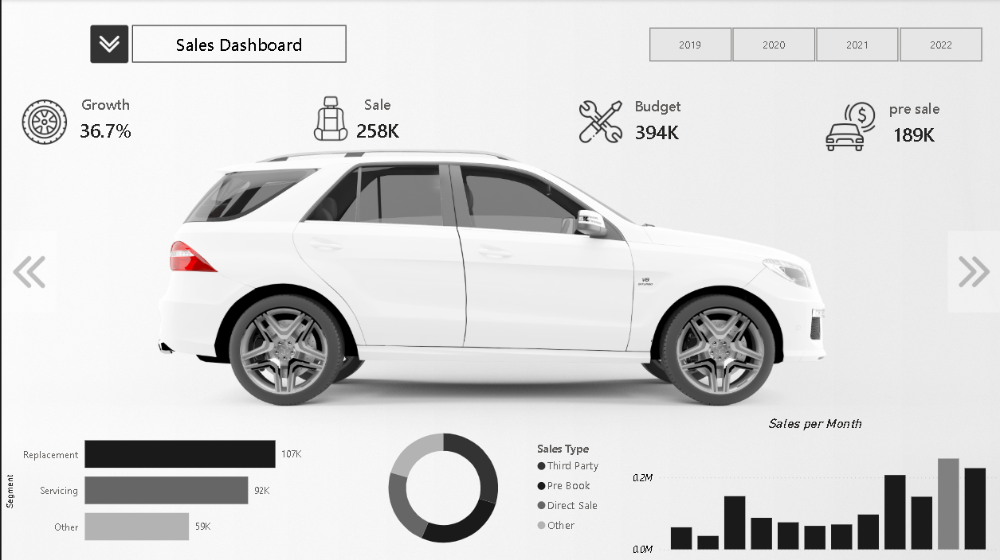 Sales Dashboard
2019
2020
2021
2022
Growth
36.7%
Sale
258K
Budget
394K
pre sale
189K
V8
BITURBO
Sales per Month
Segment
Replacement
107K
Servicing
92K
Other
59K
Sales Type
Third Party
Pre Book
Direct Sale
Other
0.2M
0.0M